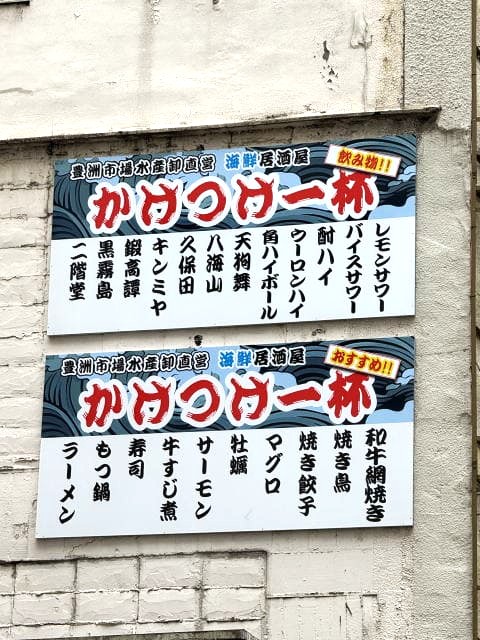 豊洲市場水産卸直営 海鮮居酒屋
飲み物!!
かけつけ一杯
レモンサワー
バイスサワー
酎ハイ
ウーロンハイ
角ハイボール
天狗舞
八海山
久保田
キンミヤ
鍛高譚
黒霧島
二階堂
豊洲市場水産卸直営 海鮮居酒屋
おすすめ!!
かけつけ一杯
和牛網焼き
焼き鳥
焼き餃子
マグロ
牡蠣
サーモン
牛すじ煮
寿司
もつ鍋
ラーメン